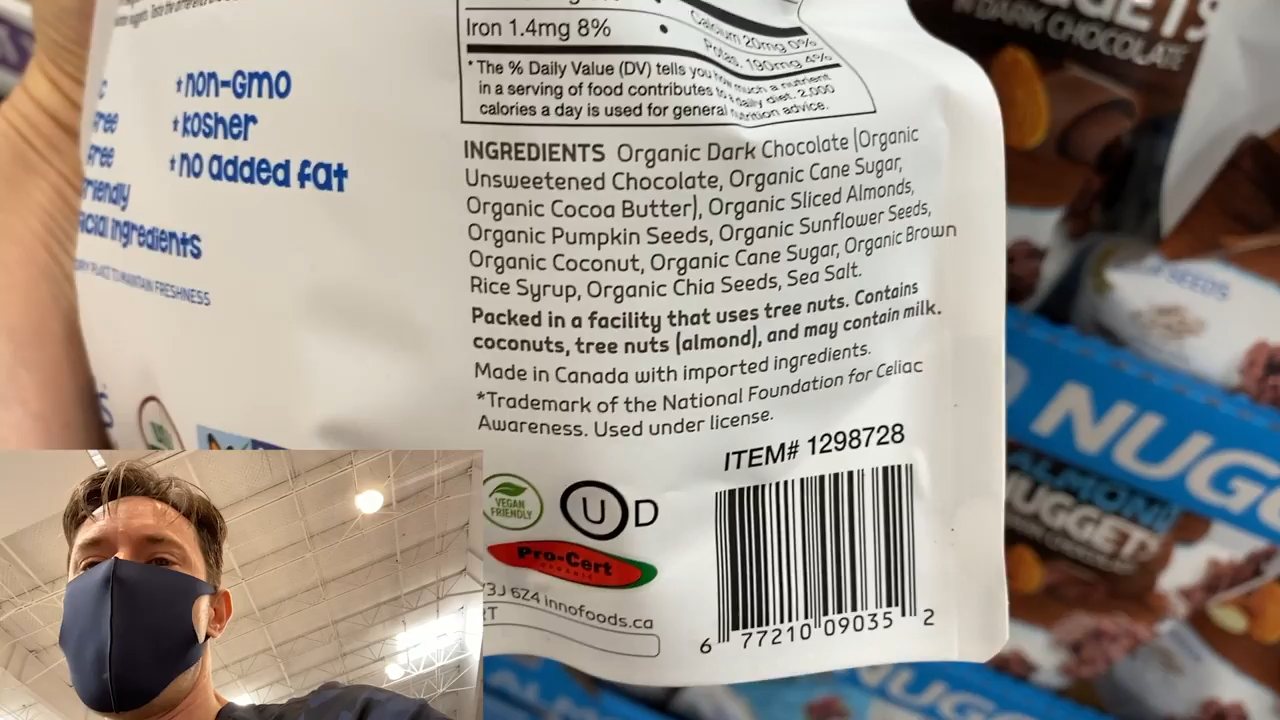 Iron 1.4mg 8%
Calcium 20mg 0%
Potas. 190mg 4%
* The % Daily Value (DV) tells you how much a nutrient
in a serving of food contributes to a daily diet. 2,000
calories a day is used for general nutrition advice.
+non-GMO
+kosher
+no added fat
free
free
friendly
ingredients
PLACE TO MAINTAIN FRESHNESS
INGREDIENTS Organic Dark Chocolate (Organic
Unsweetened Chocolate, Organic Cane Sugar,
Organic Cocoa Butter), Organic Sliced Almonds,
Organic Pumpkin Seeds, Organic Sunflower Seeds,
Organic Coconut, Organic Cane Sugar, Organic Brown
Rice Syrup, Organic Chia Seeds, Sea Salt.
Packed in a facility that uses tree nuts. Contains
coconuts, tree nuts (almond), and may contain milk.
Made in Canada with imported ingredients.
*Trademark of the National Foundation for Celiac
Awareness. Used under license.
ITEM# 1298728
VEGAN
FRIENDLY
U D
Pro-Cert
ORGANIC
3J 6Z4 innofoods.ca
6 77210 09035 2
IN DARK CHOCOLATE
SEEDS
NUGG
ALMOND
NUGGETS
NUGG